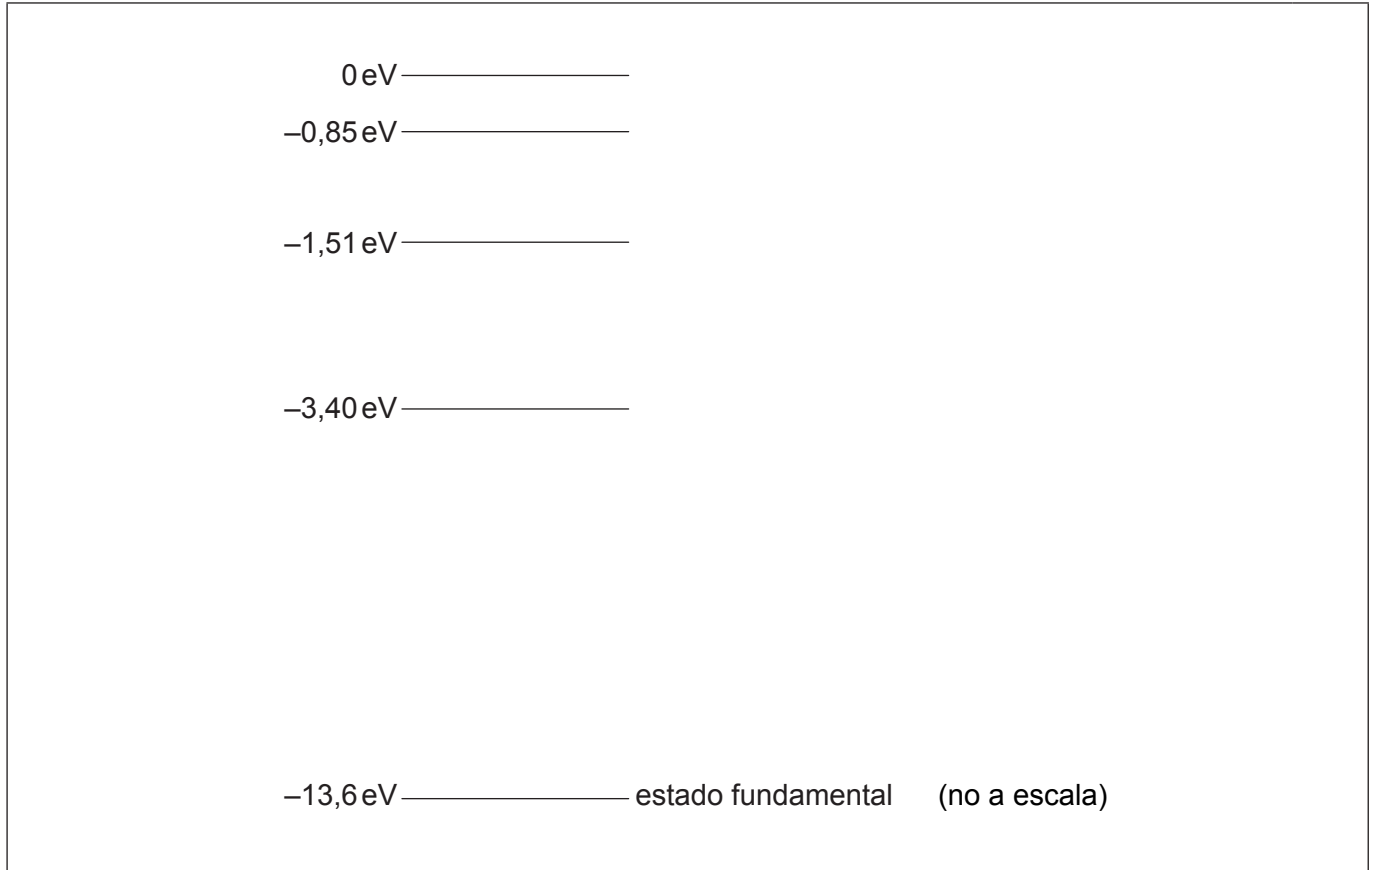 0 eV
–0,85 eV
–1,51 eV
–3,40 eV
–13,6 eV estado fundamental (no a escala)